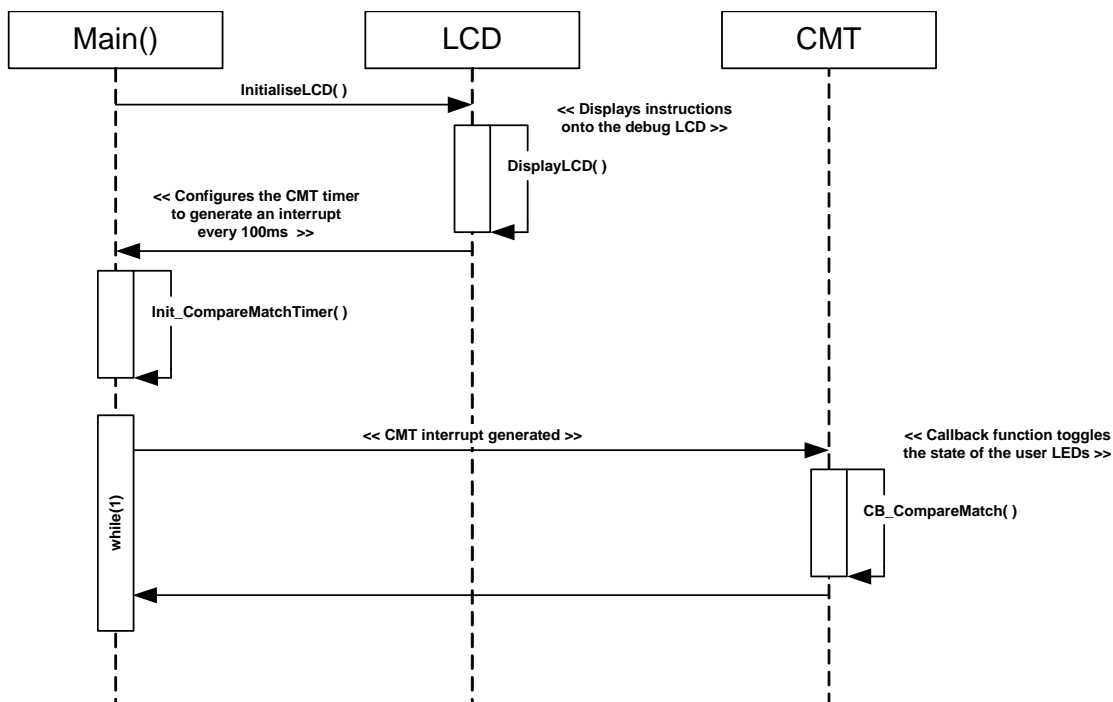 Main()
LCD
CMT
InitialiseLCD( )
<< Displays instructions
onto the debug LCD >>
DisplayLCD( )
<< Configures the CMT timer
to generate an interrupt
every 100ms >>
Init_CompareMatchTimer( )
<< CMT interrupt generated >>
<< Callback function toggles
the state of the user LEDs >>
while(1)
CB_CompareMatch( )